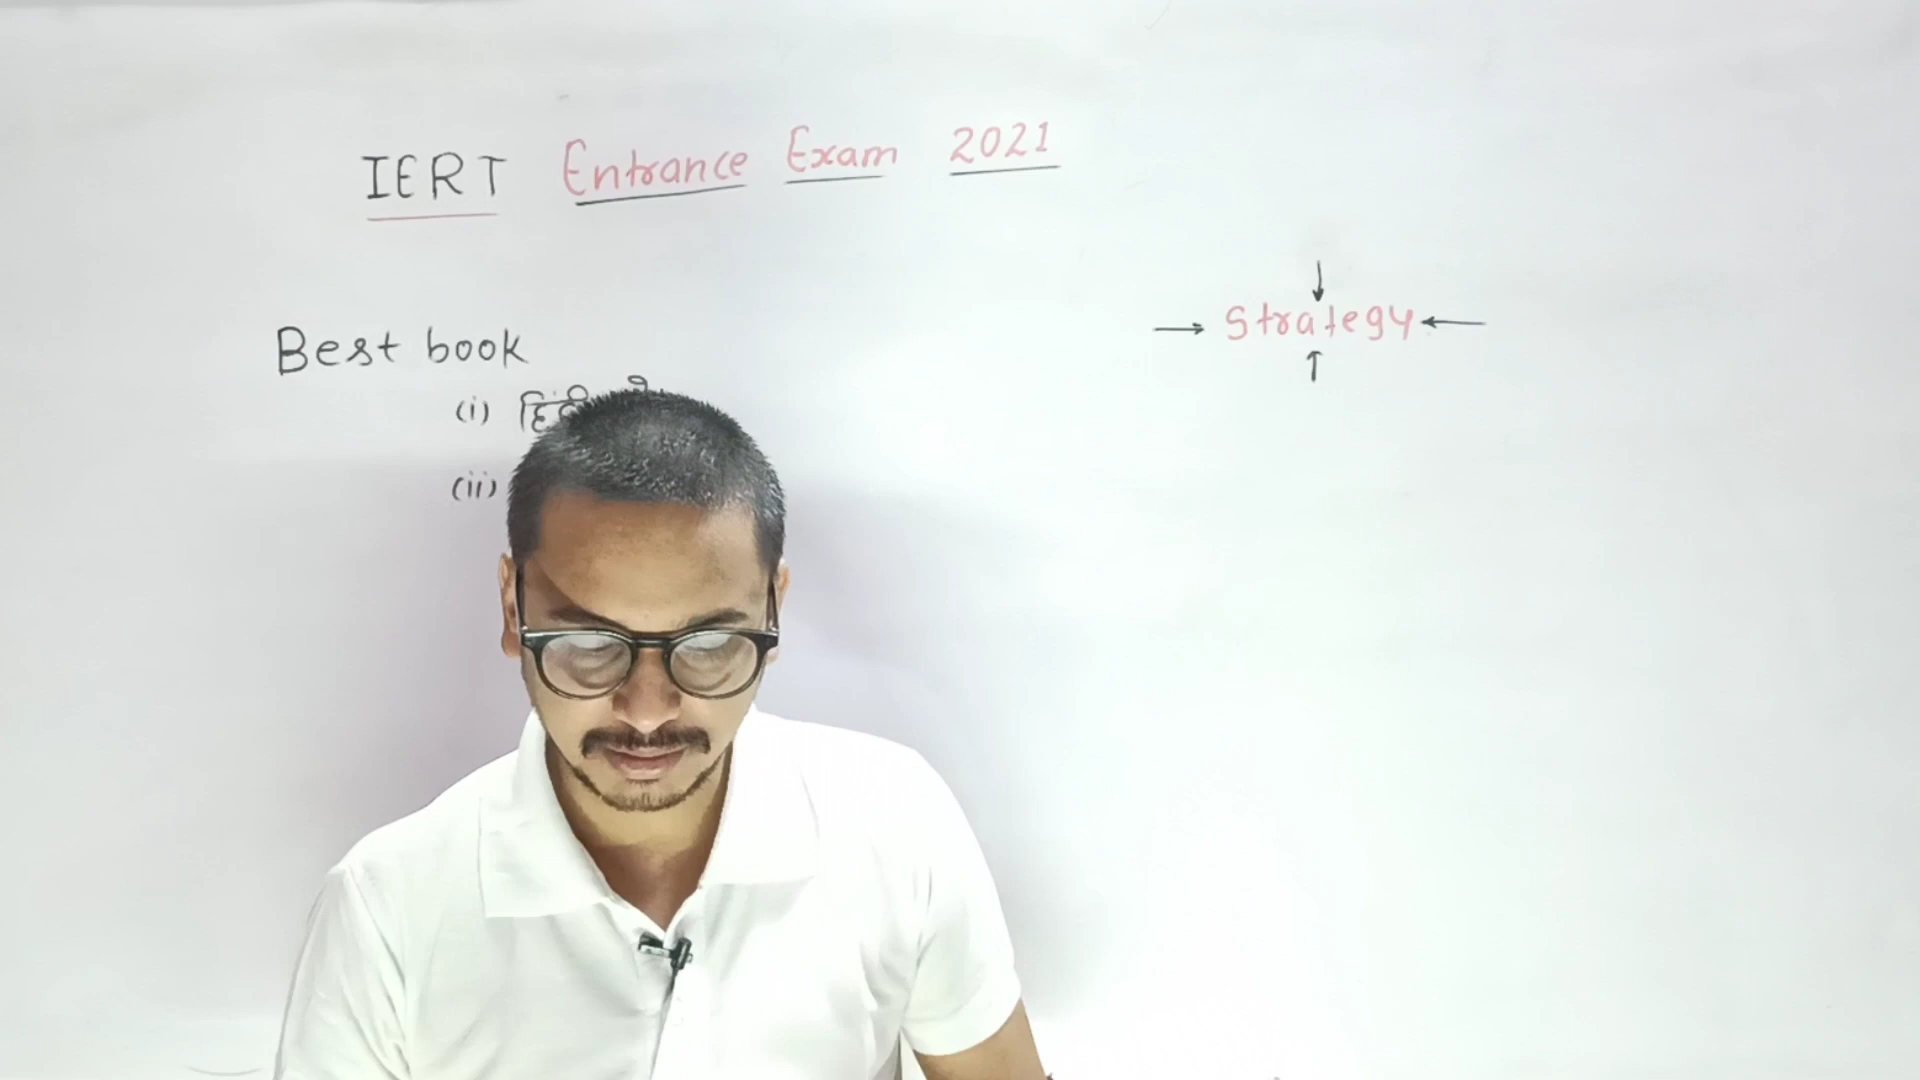 IERT Entrance Exam 2021
Strategy
Best book
(i)
(ii)